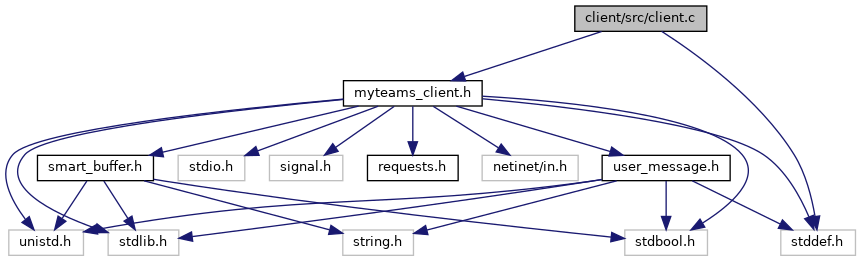 client/src/client.c
myteams_client.h
smart_buffer.h
stdio.h
signal.h
requests.h
netinet/in.h
user_message.h
unistd.h
stdlib.h
string.h
stdbool.h
stddef.h